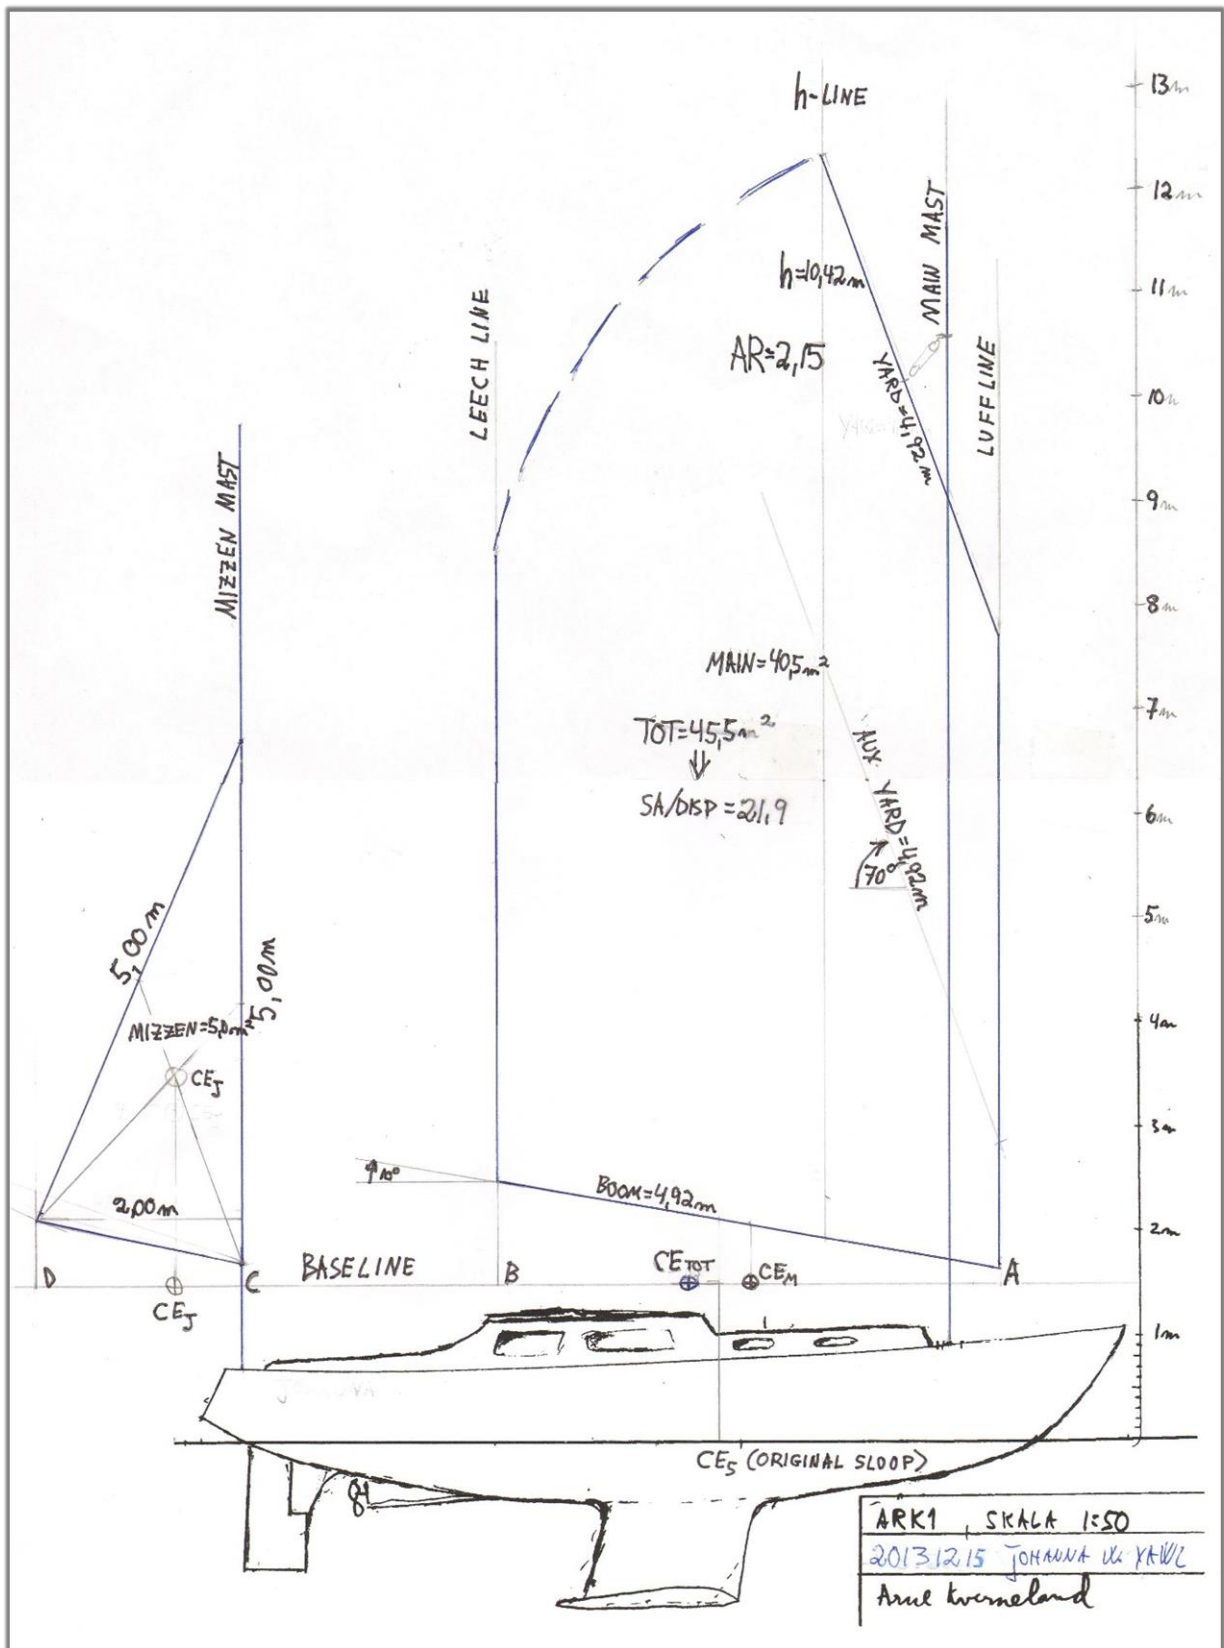 h-LINE
13m
12m
11m
10m
9m
8m
7m
6m
5m
4m
3m
2m
1m
MAIN MAST
h=10,42m
LEECH LINE
AR=2,15
YARD=4,92m
LUFFLINE
MIZZEN MAST
MAIN=40,5m²
TOT=45,5m²
⇓
SA/DISP=21,9
AUX. YARD=4,92m
70°
5,00m
5,00m
MIZZEN=5,0m²
CEJ
10°
BOOM=4,92m
2,00m
D
C
BASELINE
B
CETOT
CEM
A
CEJ
CES (ORIGINAL SLOOP)
ARK1, SKALA 1:50
20131215 JOHANNA
Arne Kverneland